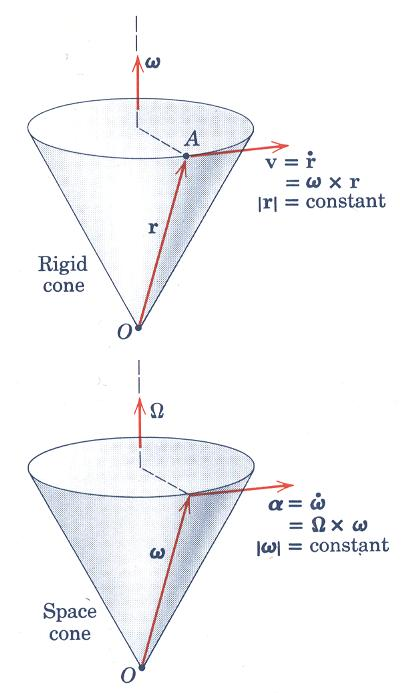 ω
A
v = ṙ
= ω × r
|r| = constant
r
Rigid
cone
O
Ω
α = ω̇
= Ω × ω
|ω| = constant
ω
Space
cone
O